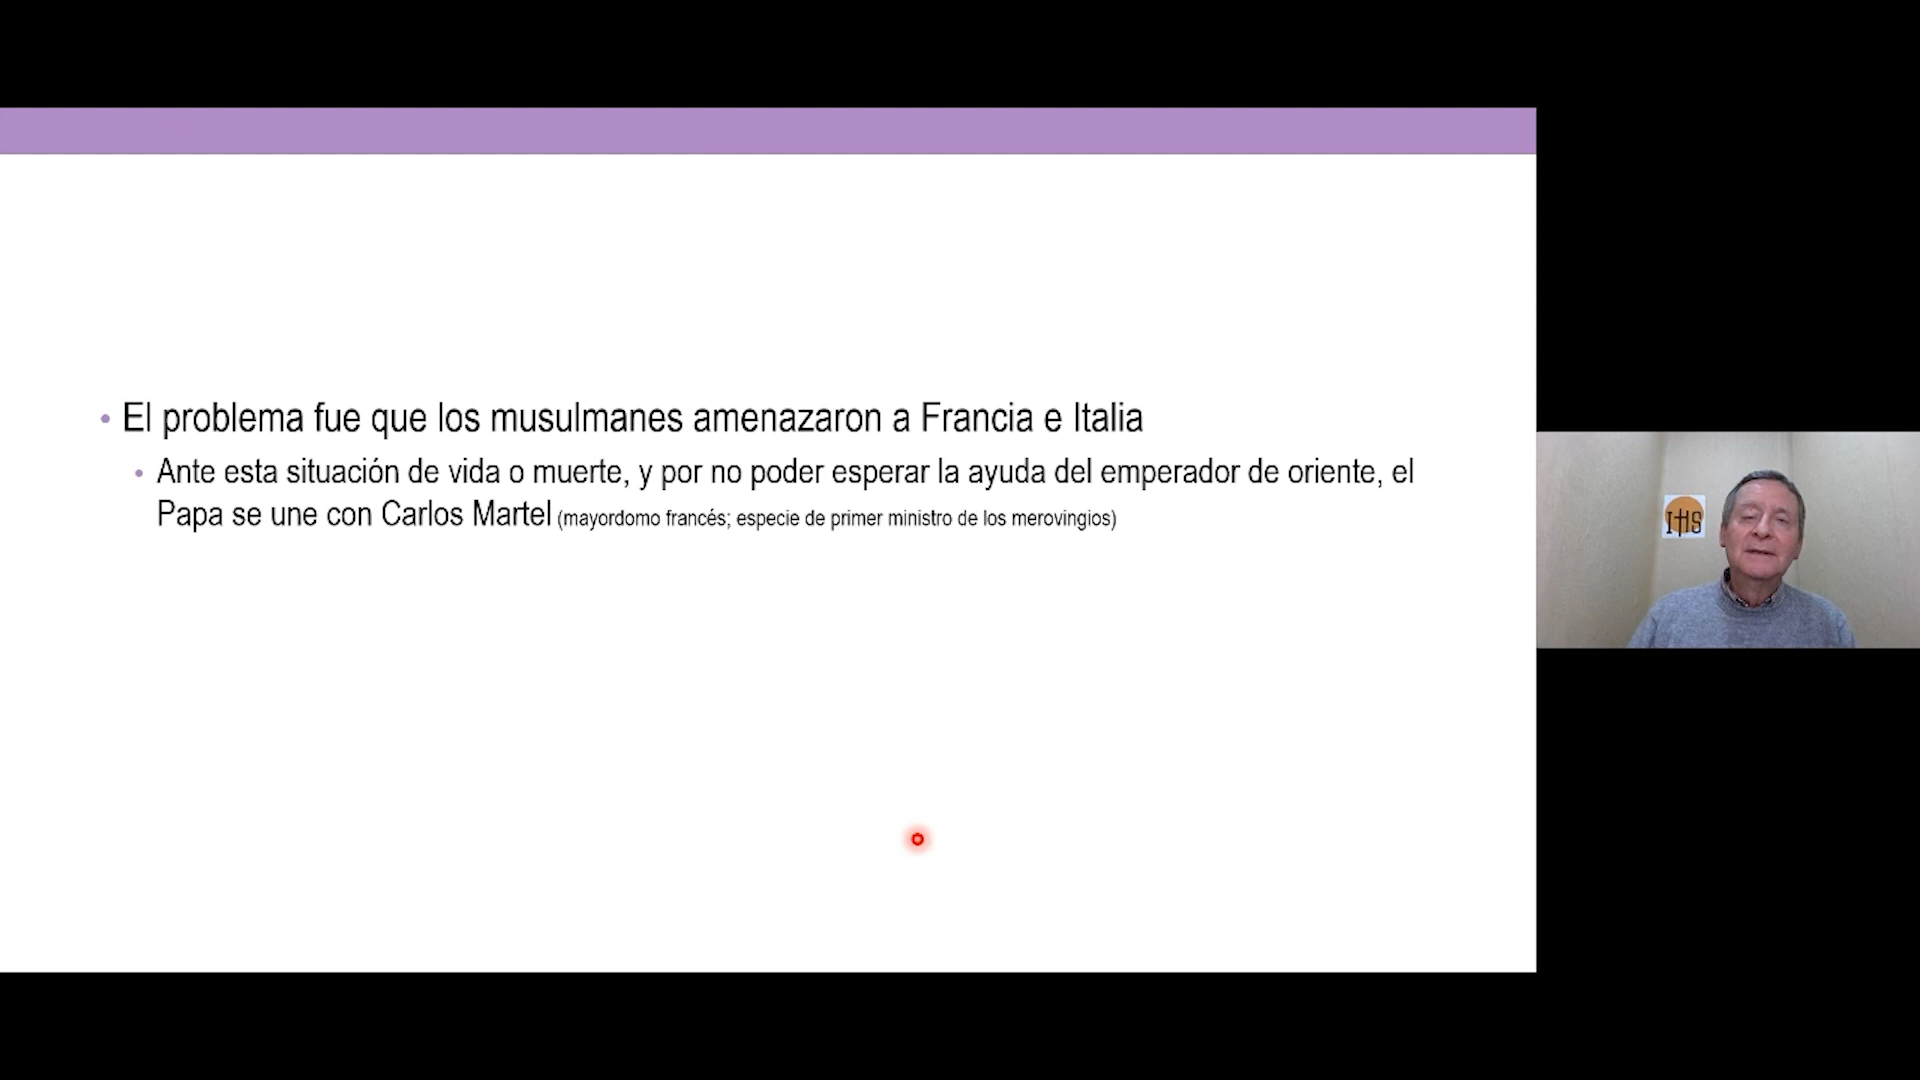 • El problema fue que los musulmanes amenazaron a Francia e Italia
• Ante esta situación de vida o muerte, y por no poder esperar la ayuda del emperador de oriente, el
Papa se une con Carlos Martel (mayordomo francés; especie de primer ministro de los merovingios)
IHS